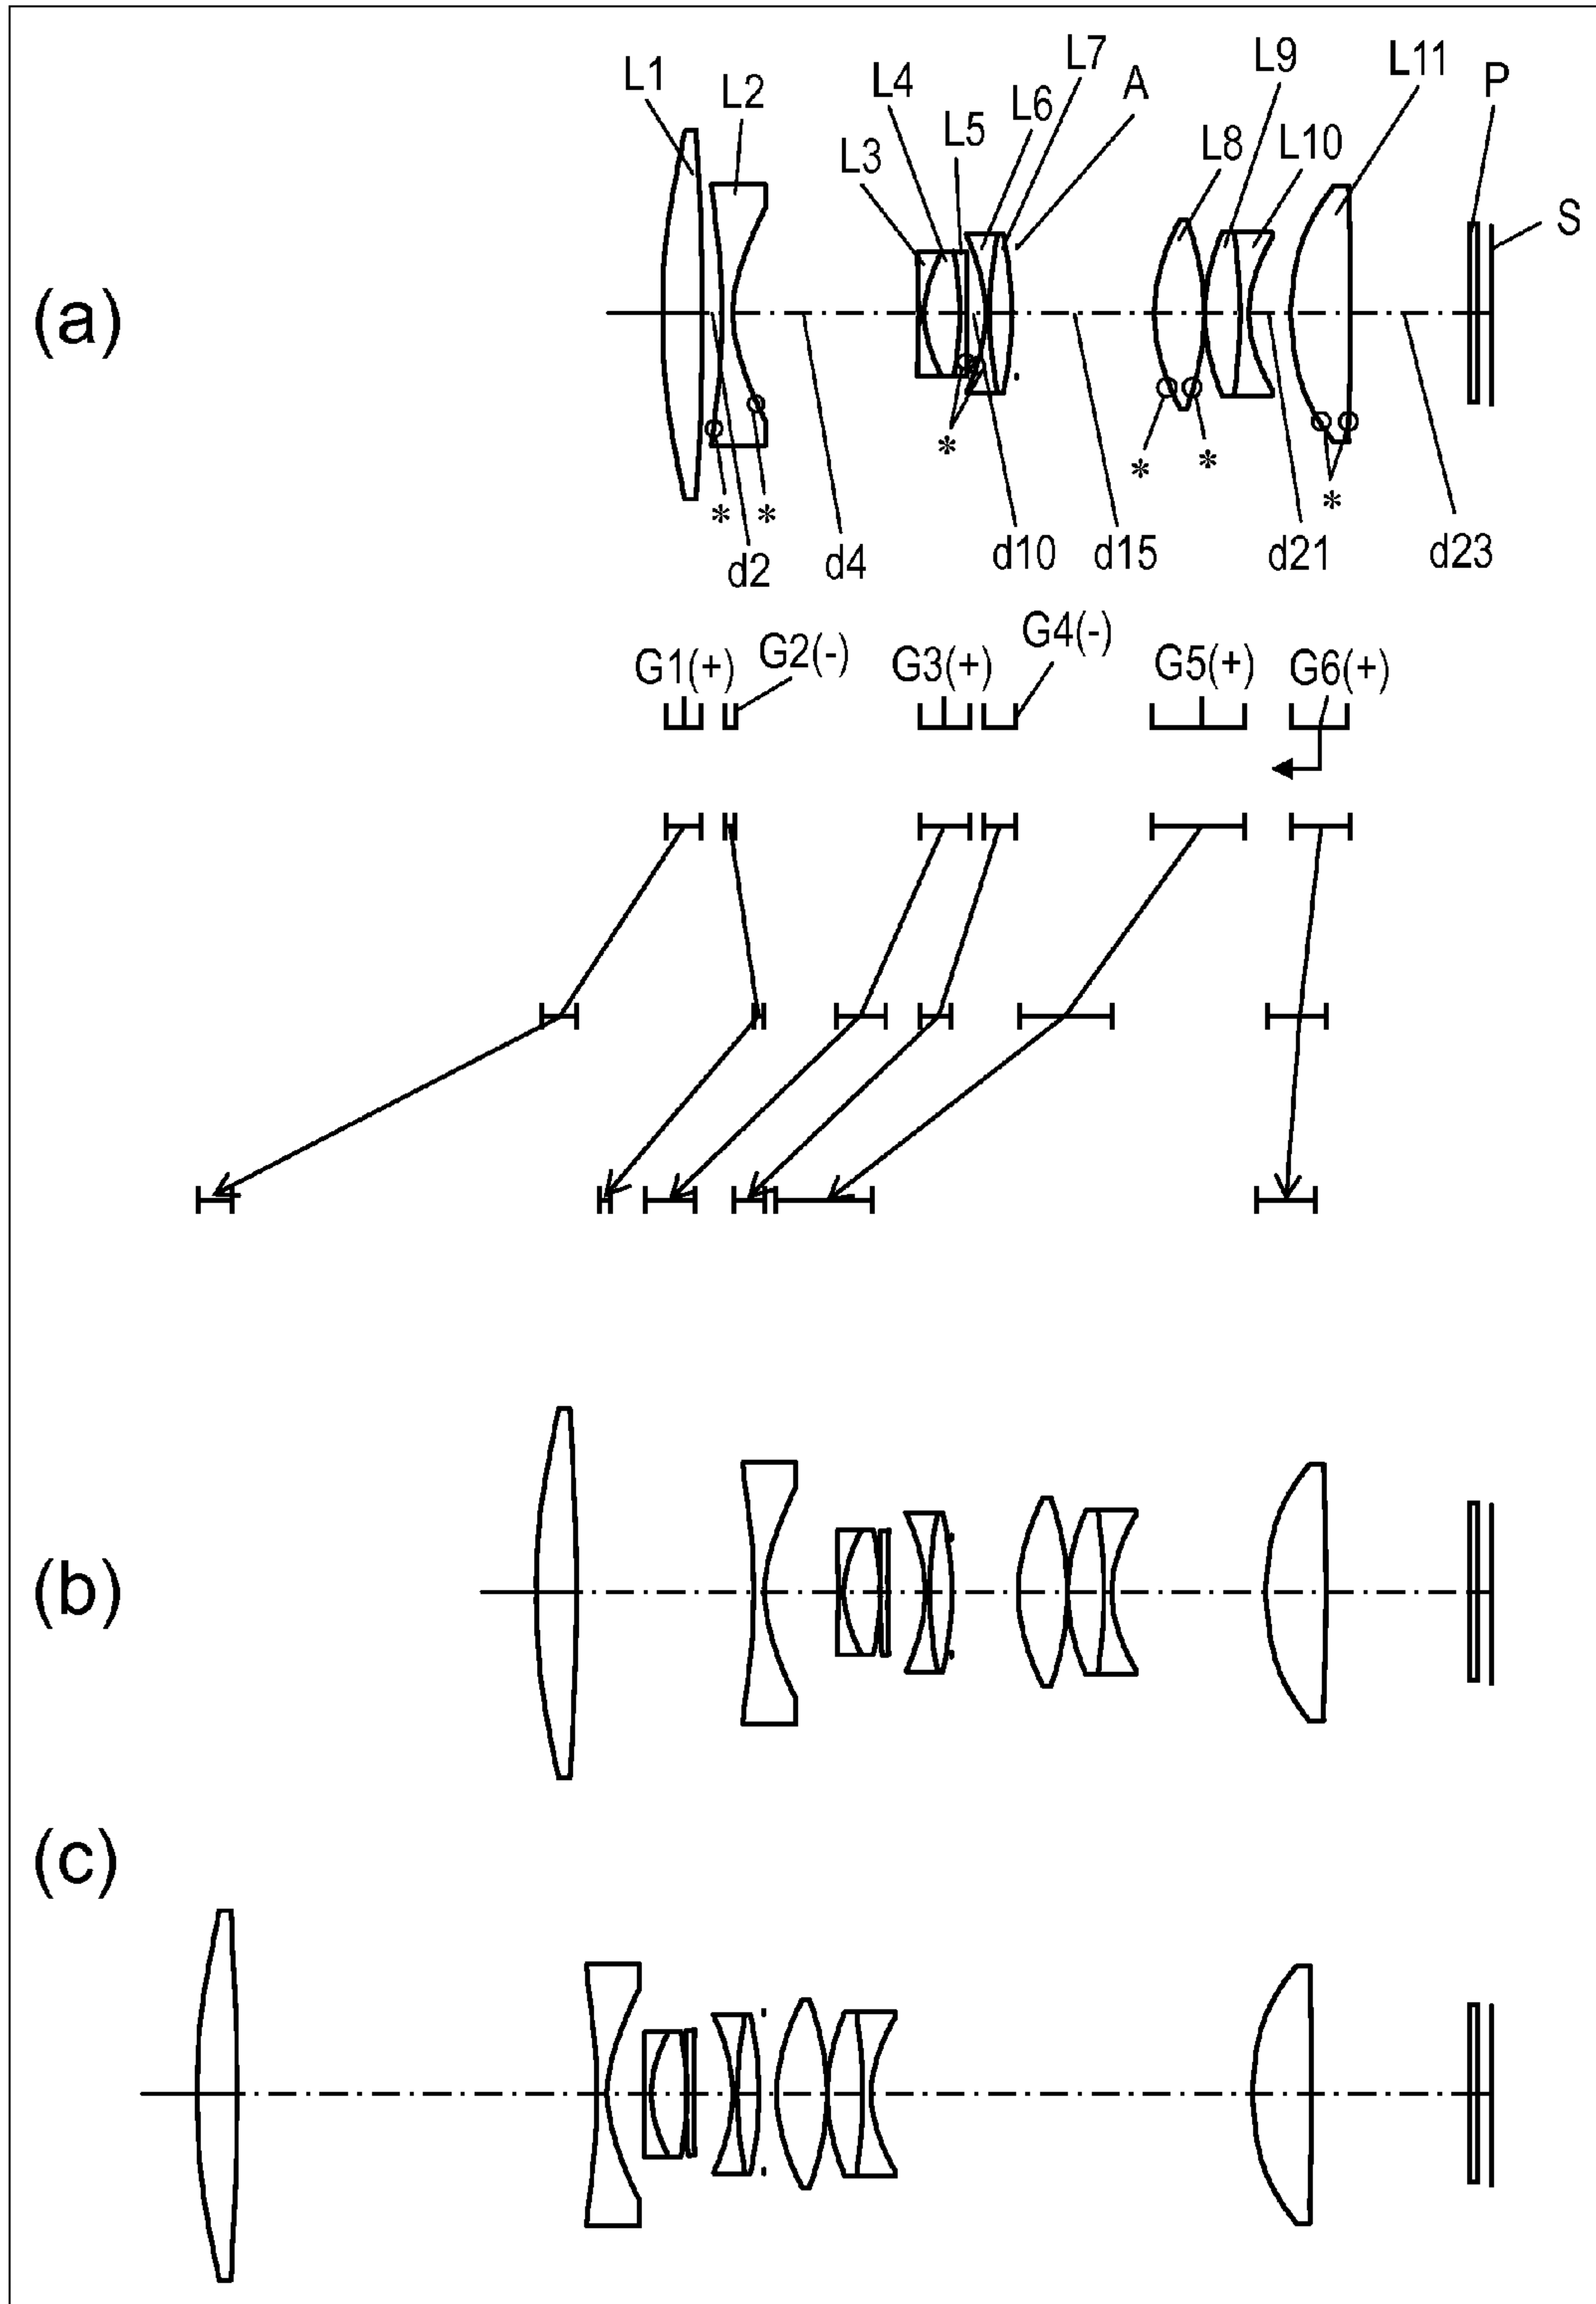 L1
L2
L3
L4
L5
L6
L7
A
L8
L9
L10
L11
P
S
(a)
*
*
*
*
*
*
d2
d4
d10
d15
d21
d23
G1(+)
G2(-)
G3(+)
G4(-)
G5(+)
G6(+)
(b)
(c)